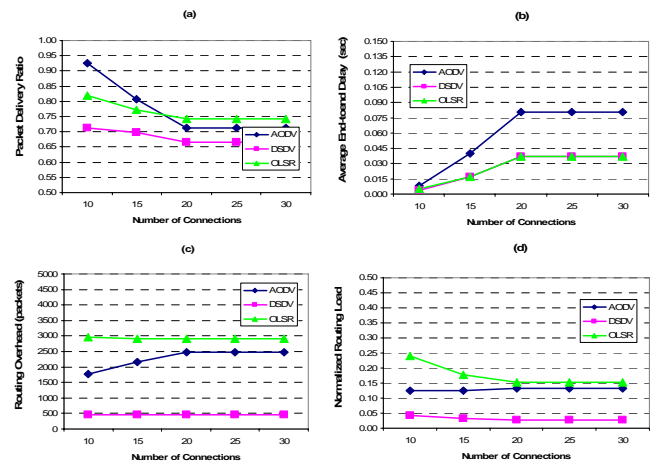 (a)
Packet Delivery Ratio
1.00
0.95
0.90
0.85
0.80
0.75
0.70
0.65
0.60
0.55
0.50
AODV
DSDV
OLSR
10 15 20 25 30
Number of Connections
(b)
Average End-to-end Delay (sec)
0.150
0.135
0.120
0.105
0.090
0.075
0.060
0.045
0.030
0.015
0.000
AODV
DSDV
OLSR
10 15 20 25 30
Number of Connections
(c)
Routing Overhead (packets)
5000
4500
4000
3500
3000
2500
2000
1500
1000
500
0
AODV
DSDV
OLSR
10 15 20 25 30
Number of Connections
(d)
Normalized Routing Load
0.50
0.45
0.40
0.35
0.30
0.25
0.20
0.15
0.10
0.05
0.00
AODV
DSDV
OLSR
10 15 20 25 30
Number of Connections